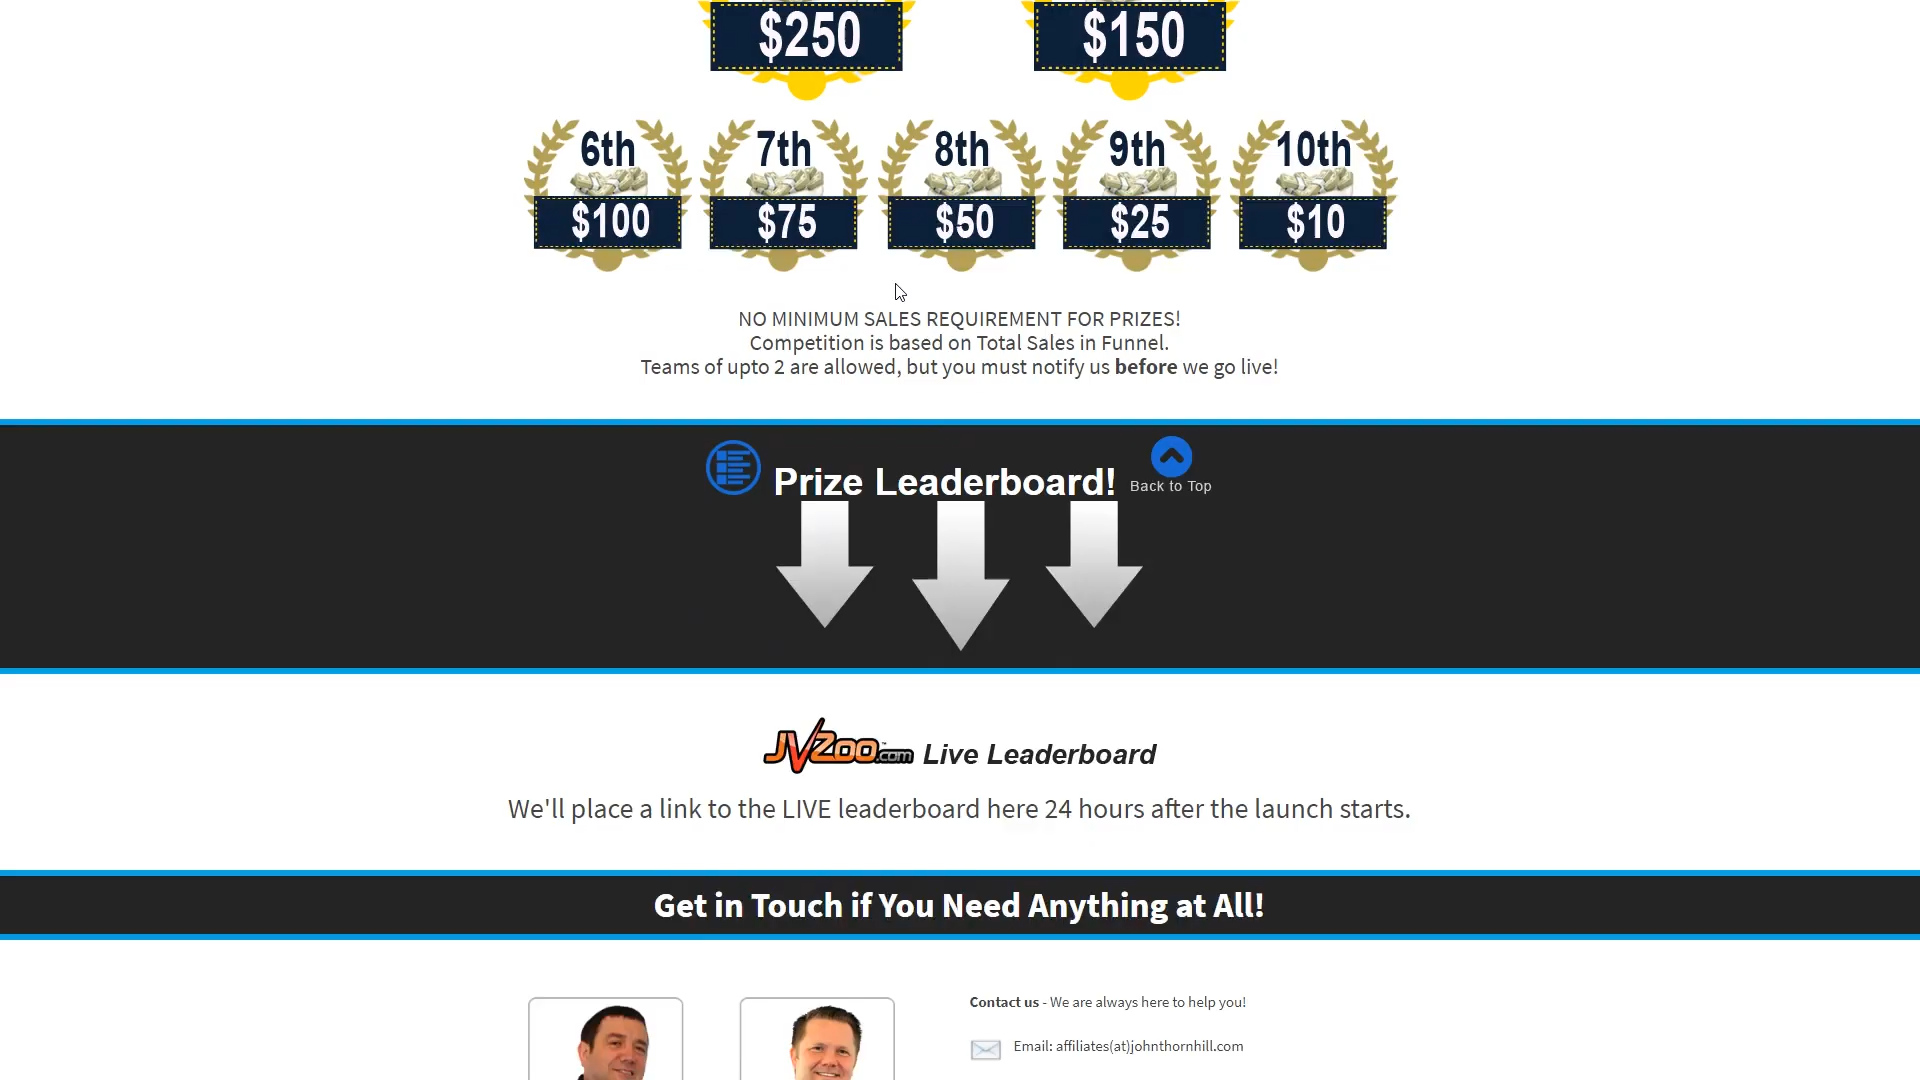 $250 $150
6th 7th 8th 9th 10th
$100 $75 $50 $25 $10
NO MINIMUM SALES REQUIREMENT FOR PRIZES!
Competition is based on Total Sales in Funnel.
Teams of upto 2 are allowed, but you must notify us before we go live!
Prize Leaderboard!
Back to Top
JVZoo.com™ Live Leaderboard
We'll place a link to the LIVE leaderboard here 24 hours after the launch starts.
Get in Touch if You Need Anything at All!
Contact us - We are always here to help you!
Email: affiliates(at)johnthornhill.com